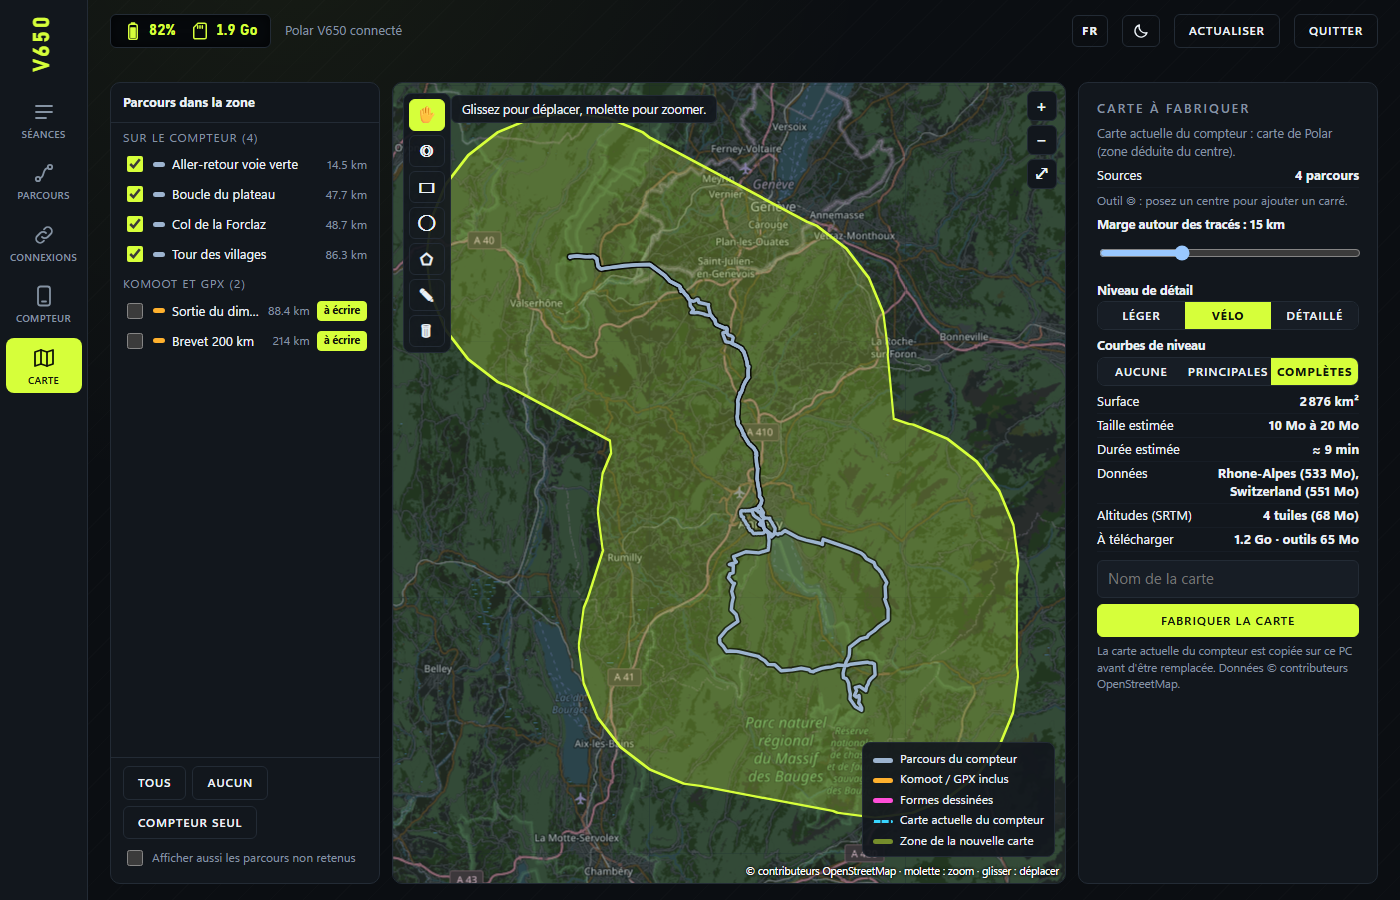 V650
82%
1.9 Go
Polar V650 connecté
FR
ACTUALISER
QUITTER
SÉANCES
PARCOURS
CONNEXIONS
COMPTEUR
CARTE
Parcours dans la zone
SUR LE COMPTEUR (4)
Aller-retour voie verte 14.5 km
Boucle du plateau 47.7 km
Col de la Forclaz 48.7 km
Tour des villages 86.3 km
KOMOOT ET GPX (2)
Sortie du dim... 88.4 km à écrire
Brevet 200 km 214 km à écrire
TOUS
AUCUN
COMPTEUR SEUL
Afficher aussi les parcours non retenus
Glissez pour déplacer, molette pour zoomer.
+
−
Versoix
Ferney-Voltaire
Meyrin
Vernier
Genève
Genève
Annemasse
Carouge
Vétraz-Monthoux
Plan-les-Ouates
A 40
Saint-Julien-
en-Genevois
Valserhône
La Roche-
sur-Foron
Bonneville
A 410
Rumilly
Belley
A 41
Lac du
Bourget
Parc naturel
régional
du Massif
des Bauges
Aix-les-Bains
La Motte-Servolex
Chambéry
A 43
Parcours du compteur
Komoot / GPX inclus
Formes dessinées
Carte actuelle du compteur
Zone de la nouvelle carte
© contributeurs OpenStreetMap · molette : zoom · glisser : déplacer
CARTE À FABRIQUER
Carte actuelle du compteur : carte de Polar
(zone déduite du centre).
Sources 4 parcours
Outil ⌾ : posez un centre pour ajouter un carré.
Marge autour des tracés : 15 km
Niveau de détail
LÉGER VÉLO DÉTAILLÉ
Courbes de niveau
AUCUNE PRINCIPALES COMPLÈTES
Surface 2 876 km²
Taille estimée 10 Mo à 20 Mo
Durée estimée ≈ 9 min
Données Rhone-Alpes (533 Mo),
Switzerland (551 Mo)
Altitudes (SRTM) 4 tuiles (68 Mo)
À télécharger 1.2 Go · outils 65 Mo
Nom de la carte
FABRIQUER LA CARTE
La carte actuelle du compteur est copiée sur ce PC
avant d'être remplacée. Données © contributeurs
OpenStreetMap.